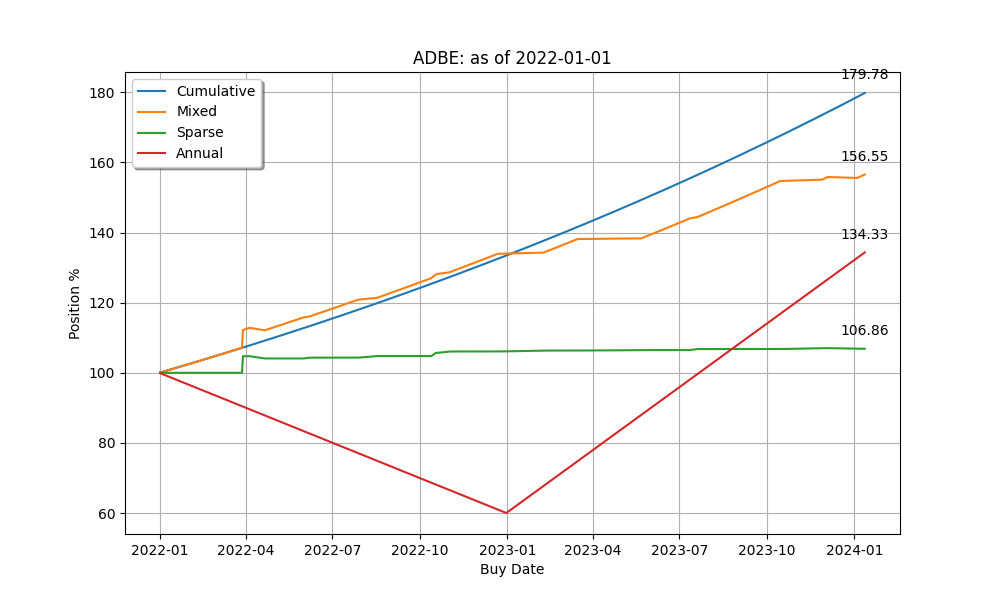 ADBE: as of 2022-01-01
Cumulative
Mixed
Sparse
Annual
179.78
156.55
134.33
106.86
180
160
140
120
100
80
60
Position %
2022-01 2022-04 2022-07 2022-10 2023-01 2023-04 2023-07 2023-10 2024-01
Buy Date